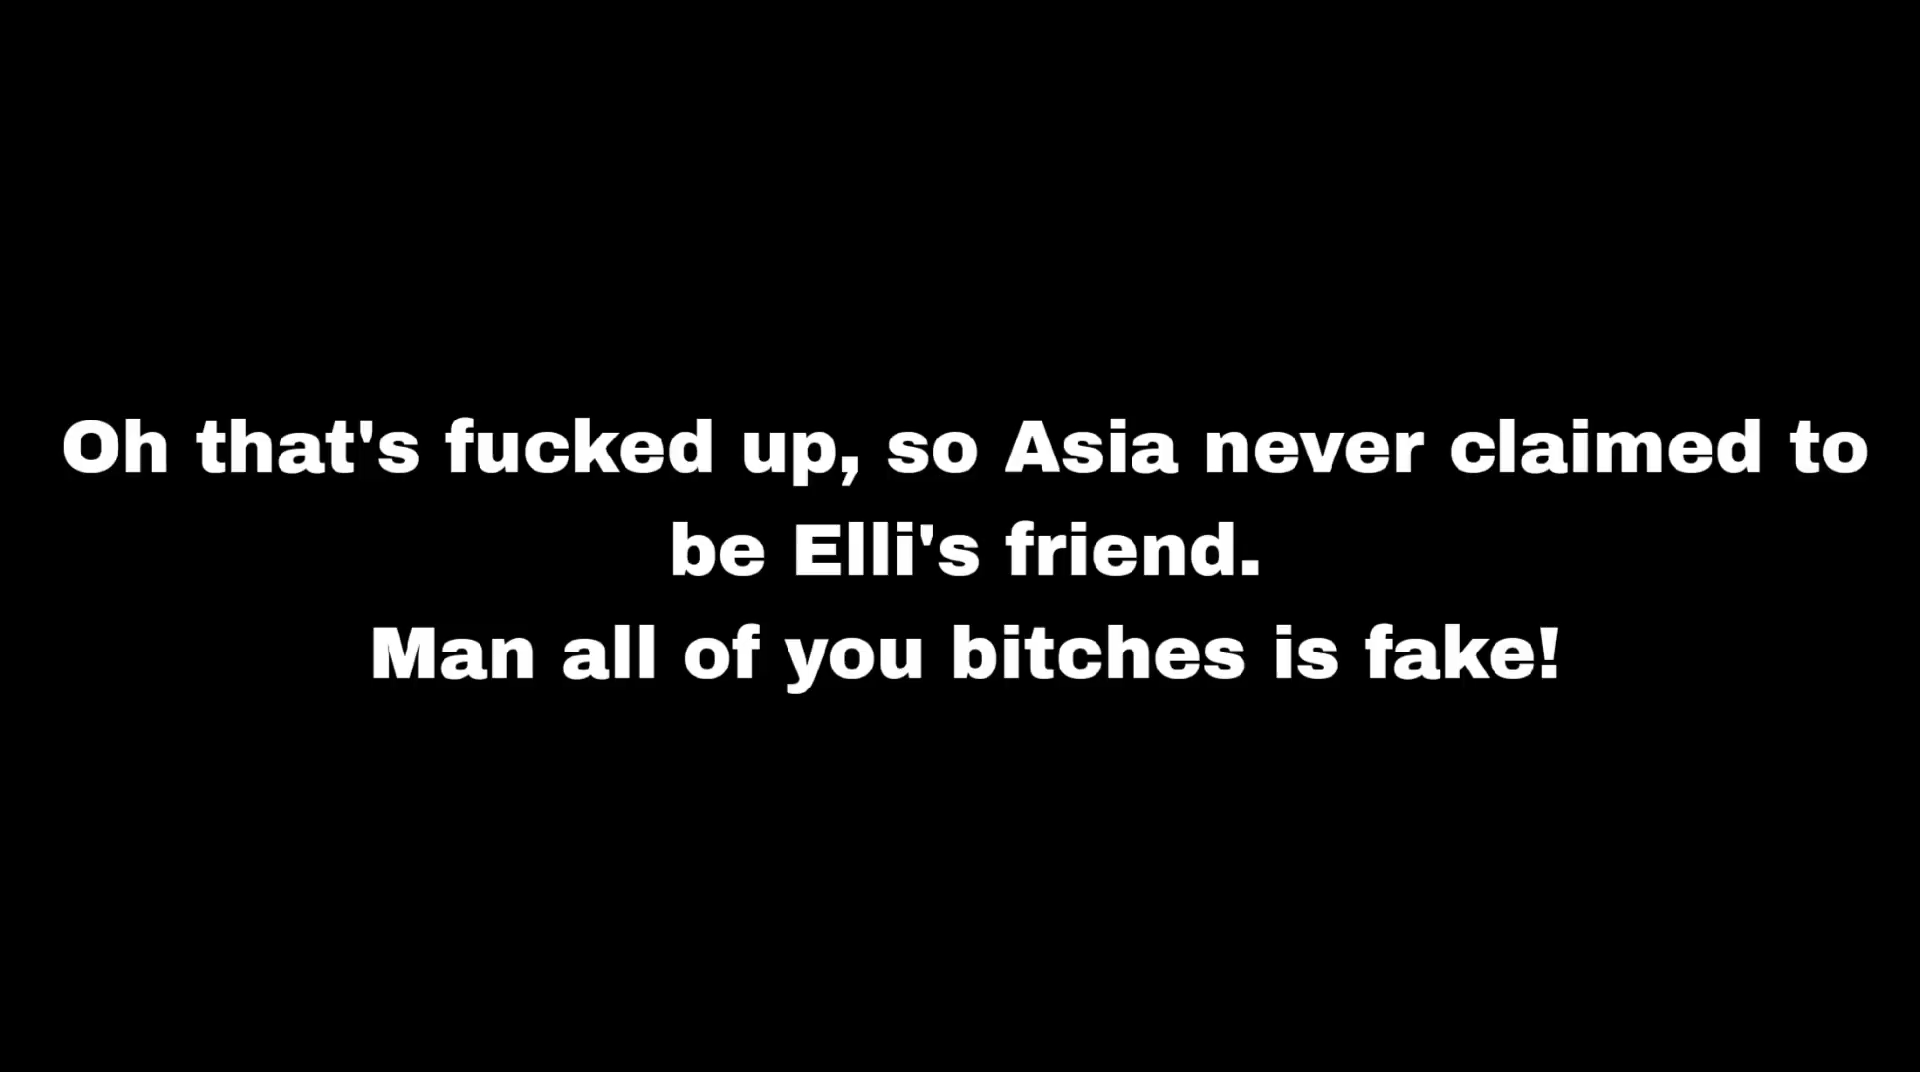 Oh that's fucked up, so Asia never claimed to
be Elli's friend.
Man all of you bitches is fake!